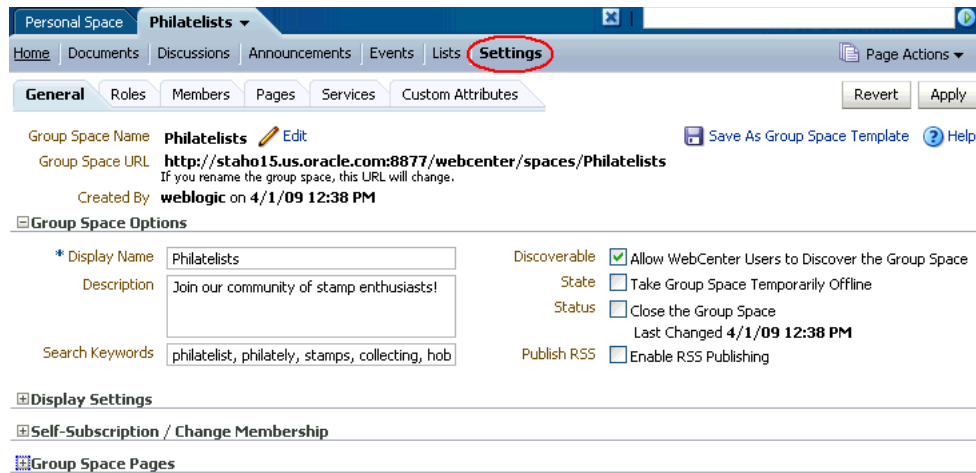 Personal Space Philatelists
Home Documents Discussions Announcements Events Lists Settings Page Actions
General Roles Members Pages Services Custom Attributes Revert Apply
Group Space Name Philatelists Edit Save As Group Space Template Help
Group Space URL http://staho15.us.oracle.com:8877/webcenter/spaces/Philatelists
If you rename the group space, this URL will change.
Created By weblogic on 4/1/09 12:38 PM
Group Space Options
* Display Name Philatelists Discoverable Allow WebCenter Users to Discover the Group Space
Description Join our community of stamp enthusiasts! State Take Group Space Temporarily Offline
Status Close the Group Space
Last Changed 4/1/09 12:38 PM
Search Keywords philatelist, philately, stamps, collecting, hob Publish RSS Enable RSS Publishing
Display Settings
Self-Subscription / Change Membership
Group Space Pages